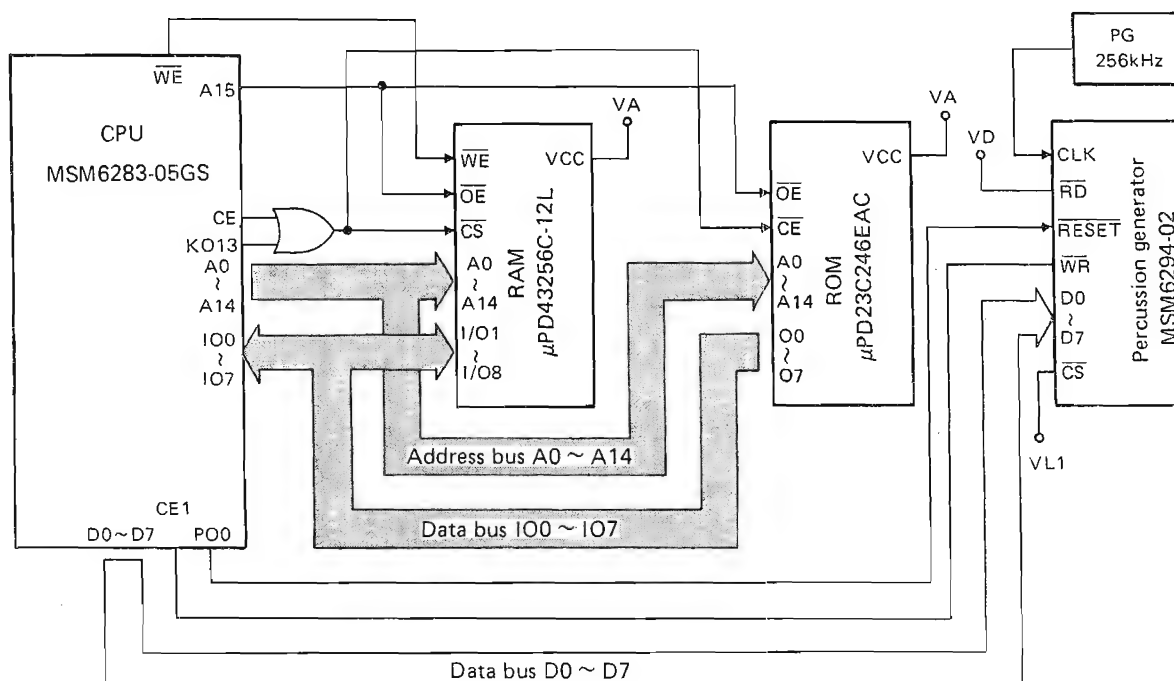 PG
256kHz
WE
A15
CPU
MSM6283-05GS
CE
KO13
A0
~
A14
IO0
~
IO7
CE1
D0~D7
PO0
VA
VCC
WE
OE
CS
A0
~
A14
I/O1
~
I/O8
RAM
µPD43256C-12L
VA
VCC
OE
CE
A0
~
A14
O0
~
O7
ROM
µPD23C246EAC
VD
CLK
RD
RESET
WR
D0
~
D7
CS
Percussion generator
MSM6294-02
VL1
Address bus A0 ~ A14
Data bus IO0 ~ IO7
Data bus D0 ~ D7